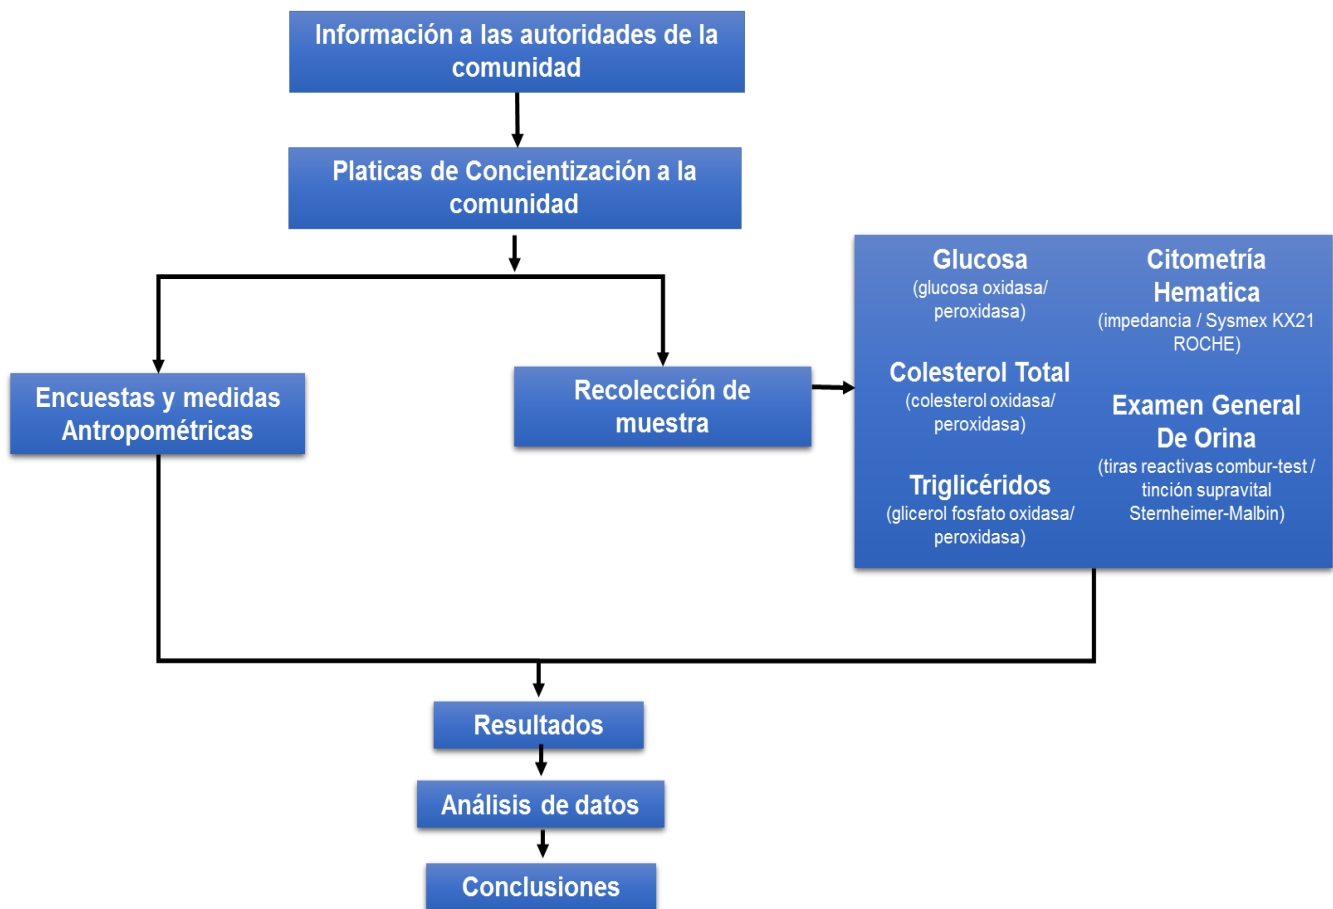 Información a las autoridades de la
comunidad
Platicas de Concientización a la
comunidad
Encuestas y medidas
Antropométricas
Recolección de
muestra
Glucosa
(glucosa oxidasa/
peroxidasa)
Colesterol Total
(colesterol oxidasa/
peroxidasa)
Triglicéridos
(glicerol fosfato oxidasa/
peroxidasa)
Citometría
Hematica
(impedancia / Sysmex KX21
ROCHE)
Examen General
De Orina
(tiras reactivas combur-test /
tinción supravital
Sternheimer-Malbin)
Resultados
Análisis de datos
Conclusiones